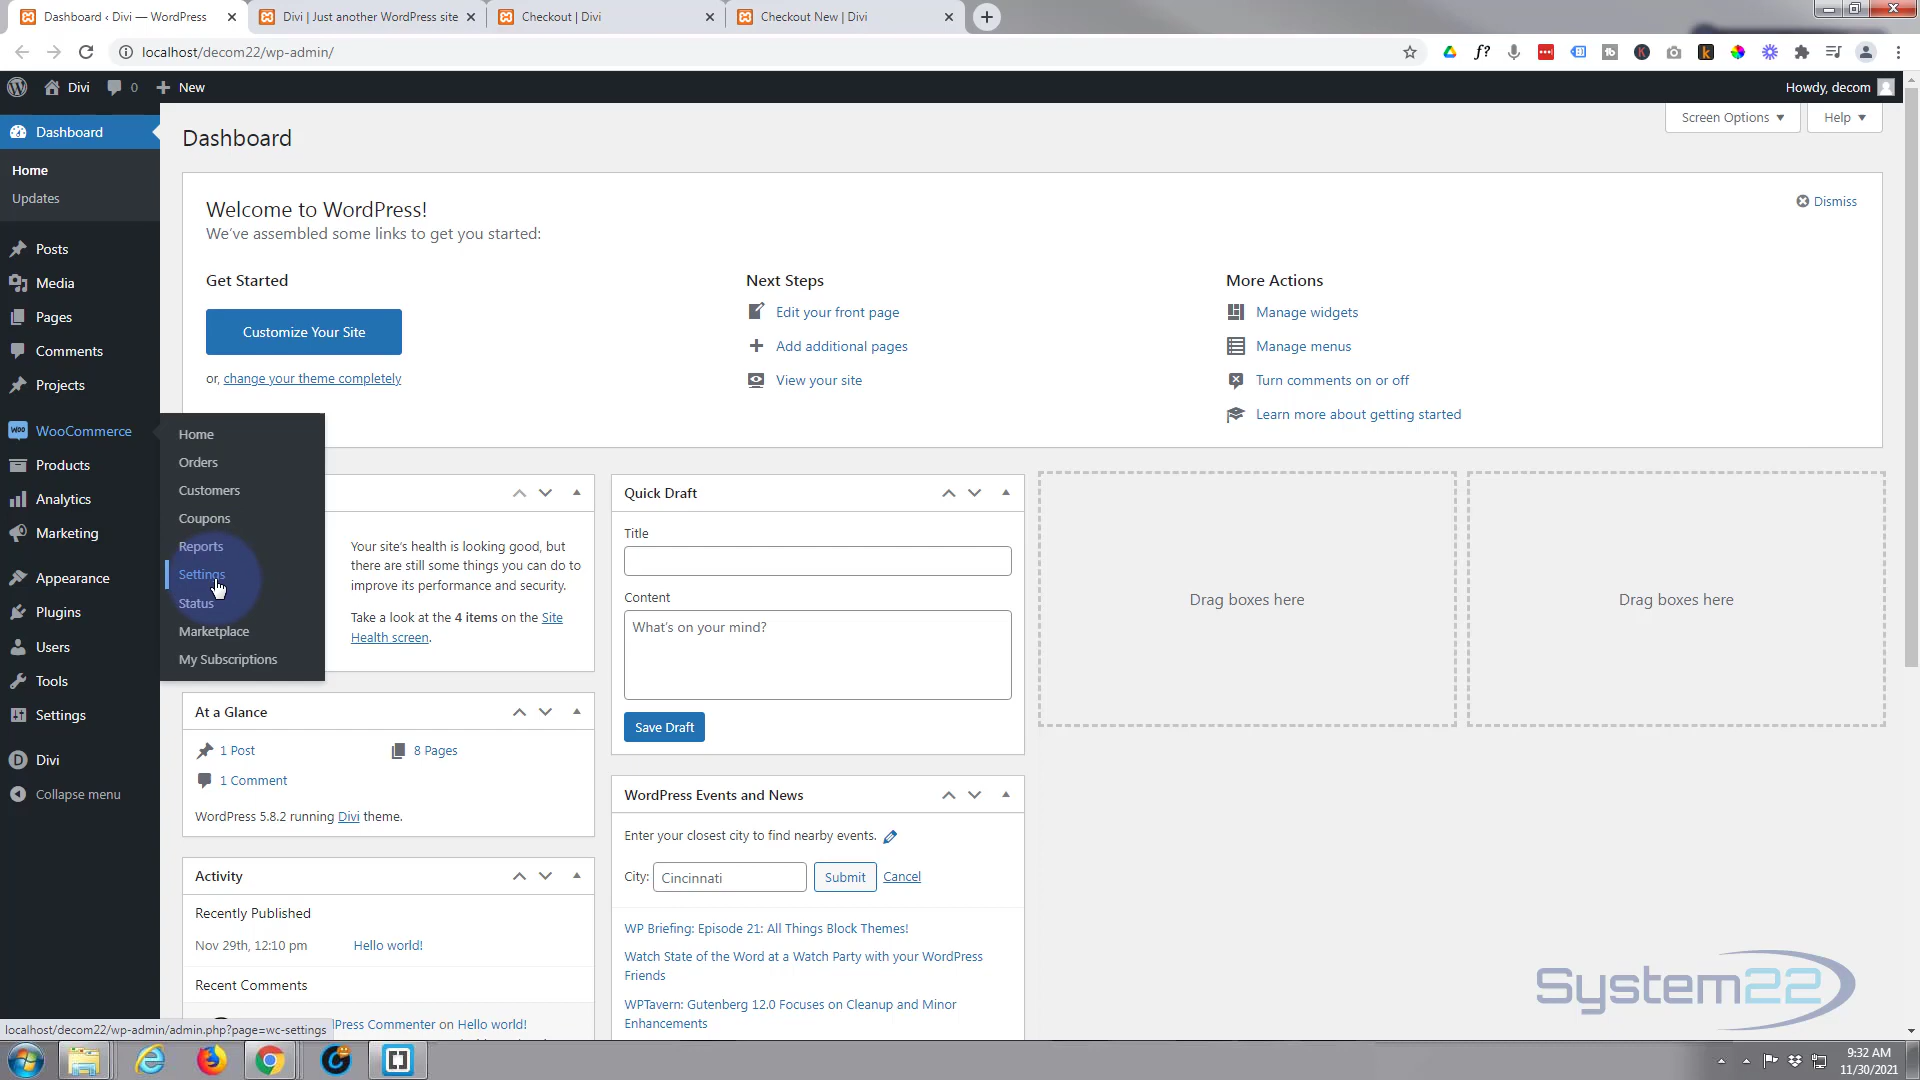 Dashboard ‹ Divi — WordPress
Divi | Just another WordPress site
Checkout | Divi
Checkout New | Divi
localhost/decom22/wp-admin/
Divi
0
New
Howdy, decom
Dashboard
Home
Updates
Posts
Media
Pages
Comments
Projects
WooCommerce
Products
Analytics
Marketing
Appearance
Plugins
Users
Tools
Settings
Divi
Collapse menu
Home
Orders
Customers
Coupons
Reports
Settings
Status
Marketplace
My Subscriptions
Dashboard
Screen Options
Help
Welcome to WordPress!
We've assembled some links to get you started:
Dismiss
Get Started
Customize Your Site
or, change your theme completely
Next Steps
Edit your front page
Add additional pages
View your site
More Actions
Manage widgets
Manage menus
Turn comments on or off
Learn more about getting started
Your site's health is looking good, but
there are still some things you can do to
improve its performance and security.
Take a look at the 4 items on the Site
Health screen.
At a Glance
1 Post
8 Pages
1 Comment
WordPress 5.8.2 running Divi theme.
Activity
Recently Published
Nov 29th, 12:10 pm
Hello world!
Recent Comments
Press Commenter on Hello world!
Quick Draft
Title
Content
What's on your mind?
Save Draft
WordPress Events and News
Enter your closest city to find nearby events.
City:
Cincinnati
Submit
Cancel
WP Briefing: Episode 21: All Things Block Themes!
Watch State of the Word at a Watch Party with your WordPress
Friends
WPTavern: Gutenberg 12.0 Focuses on Cleanup and Minor
Enhancements
Drag boxes here
Drag boxes here
System22
localhost/decom22/wp-admin/admin.php?page=wc-settings
9:32 AM
11/30/2021